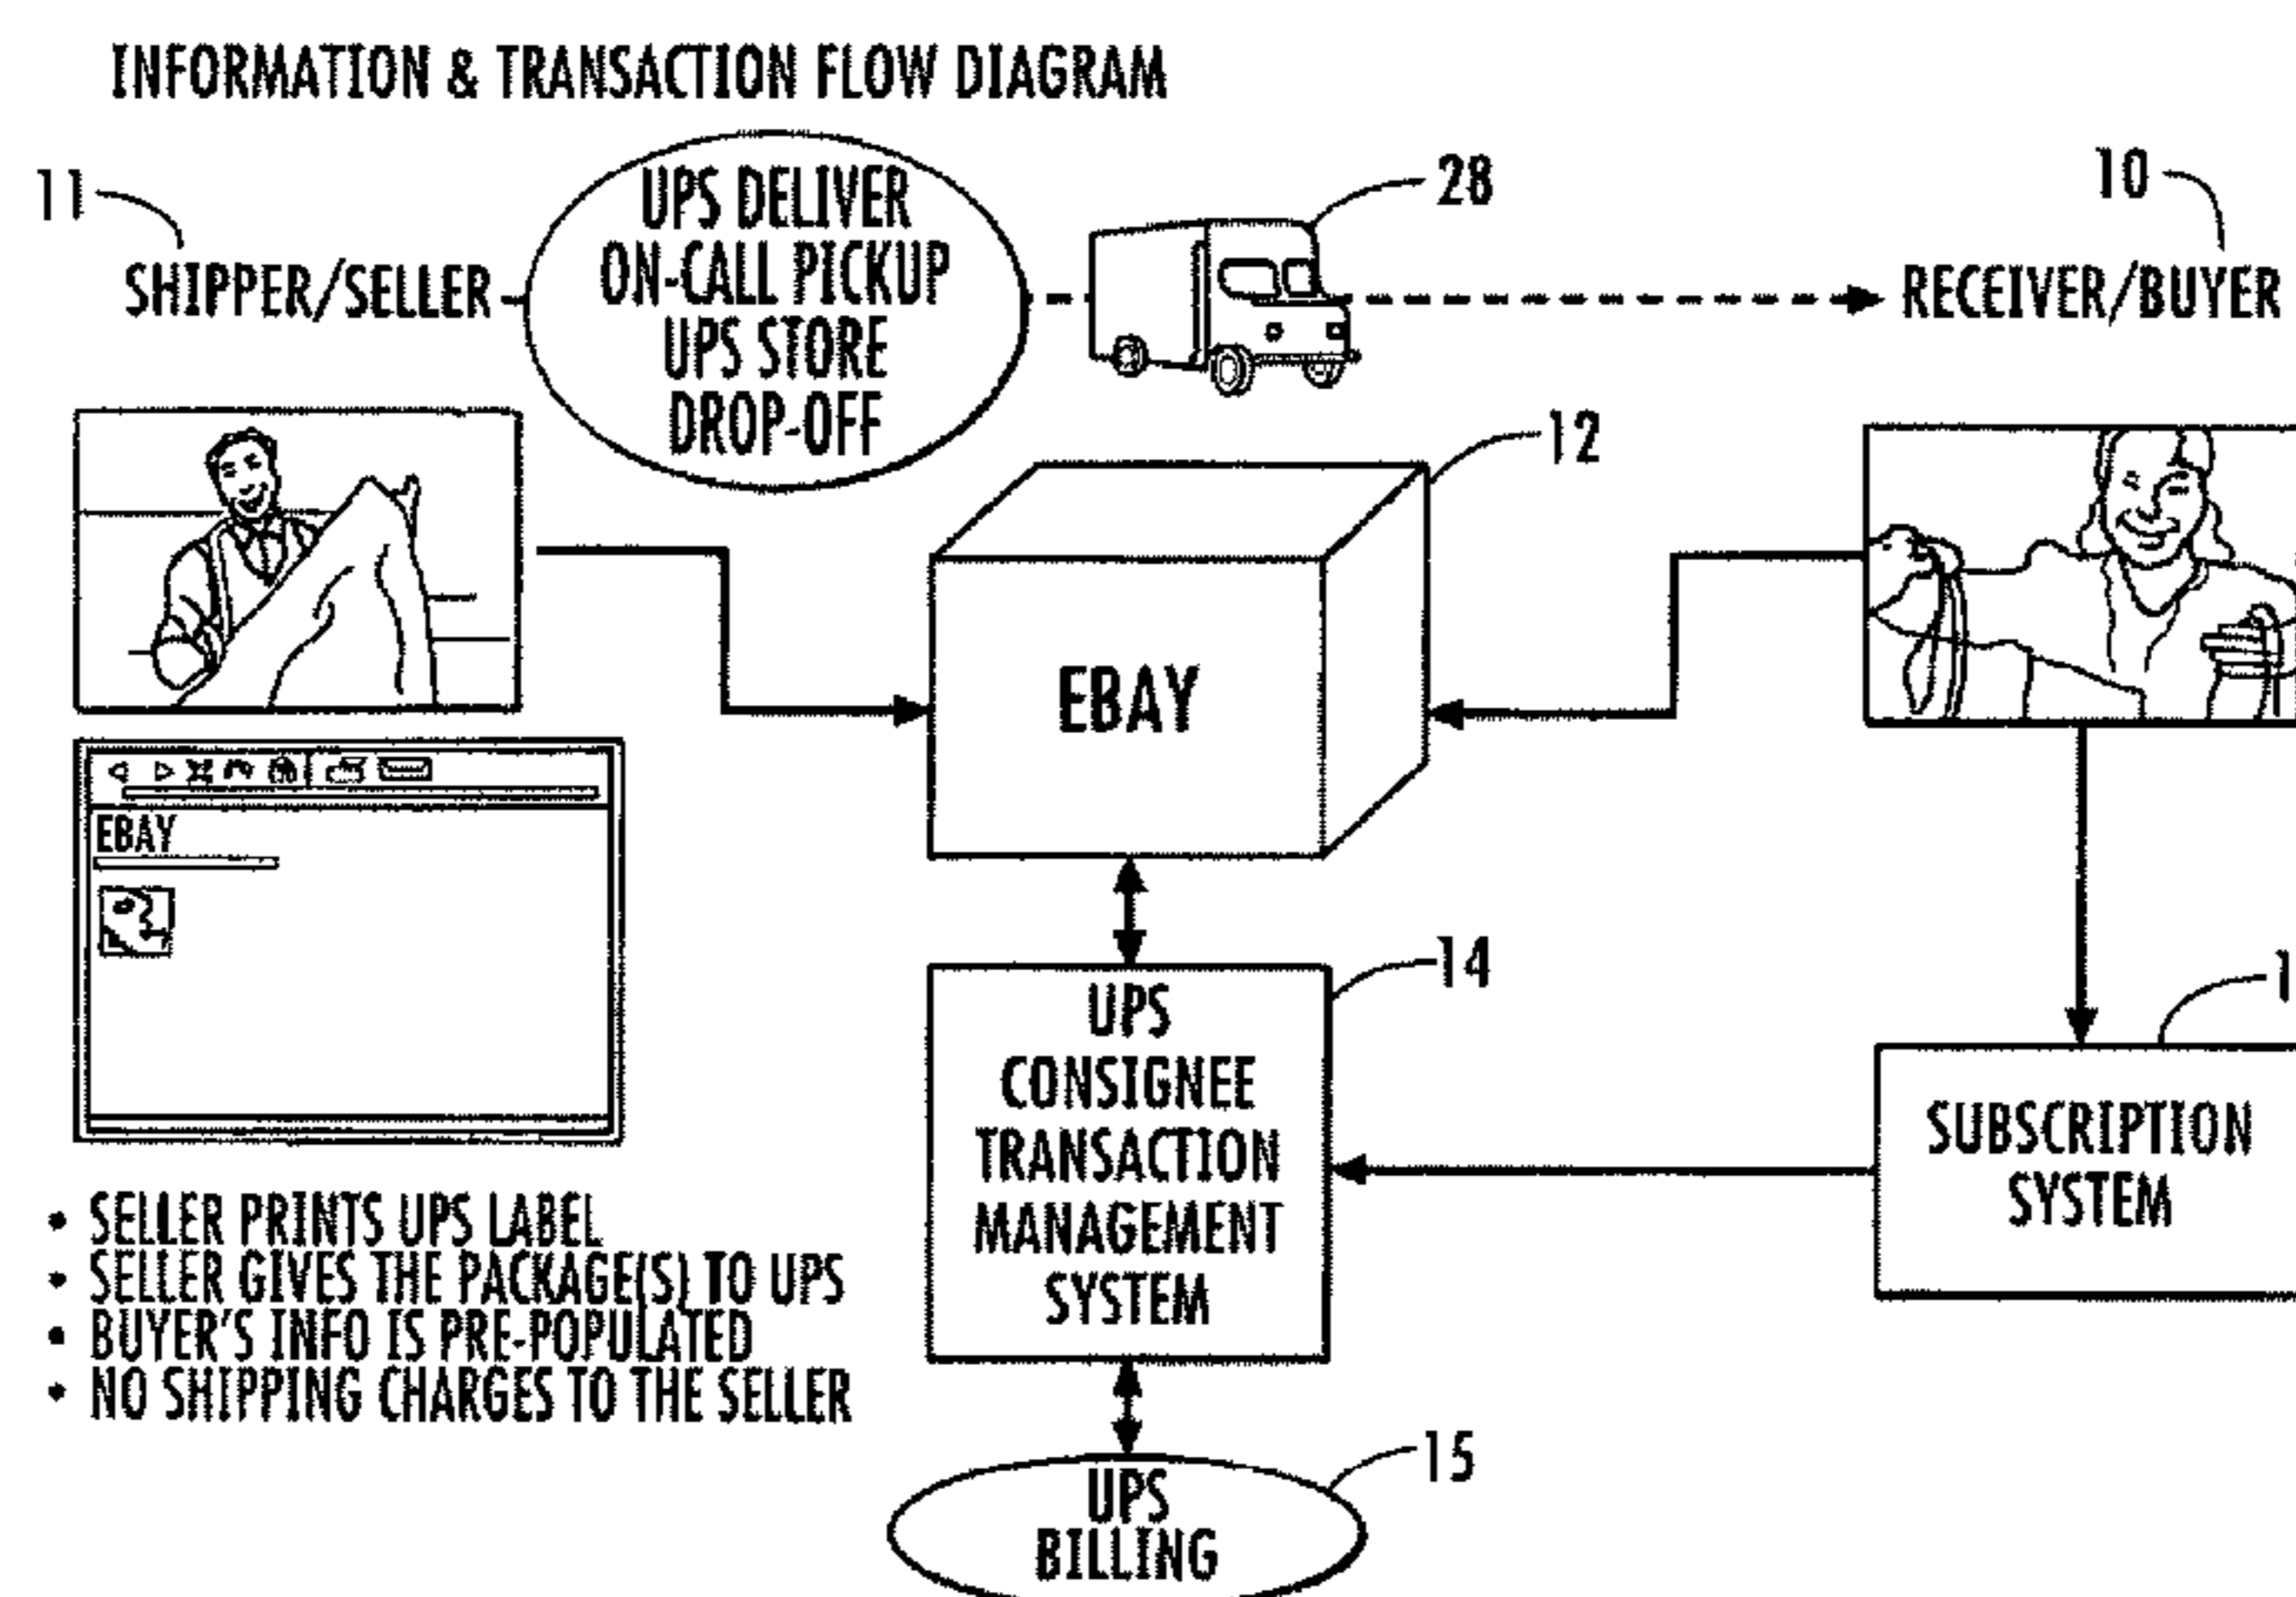 INFORMATION & TRANSACTION FLOW DIAGRAM
11
SHIPPER/SELLER
UPS DELIVER
ON-CALL PICKUP
UPS STORE
DROP-OFF
28
10
RECEIVER/BUYER
12
EBAY
EBAY
14
UPS
CONSIGNEE
TRANSACTION
MANAGEMENT
SYSTEM
SUBSCRIPTION
SYSTEM
• SELLER PRINTS UPS LABEL
• SELLER GIVES THE PACKAGE(S) TO UPS
• BUYER'S INFO IS PRE-POPULATED
• NO SHIPPING CHARGES TO THE SELLER
15
UPS
BILLING